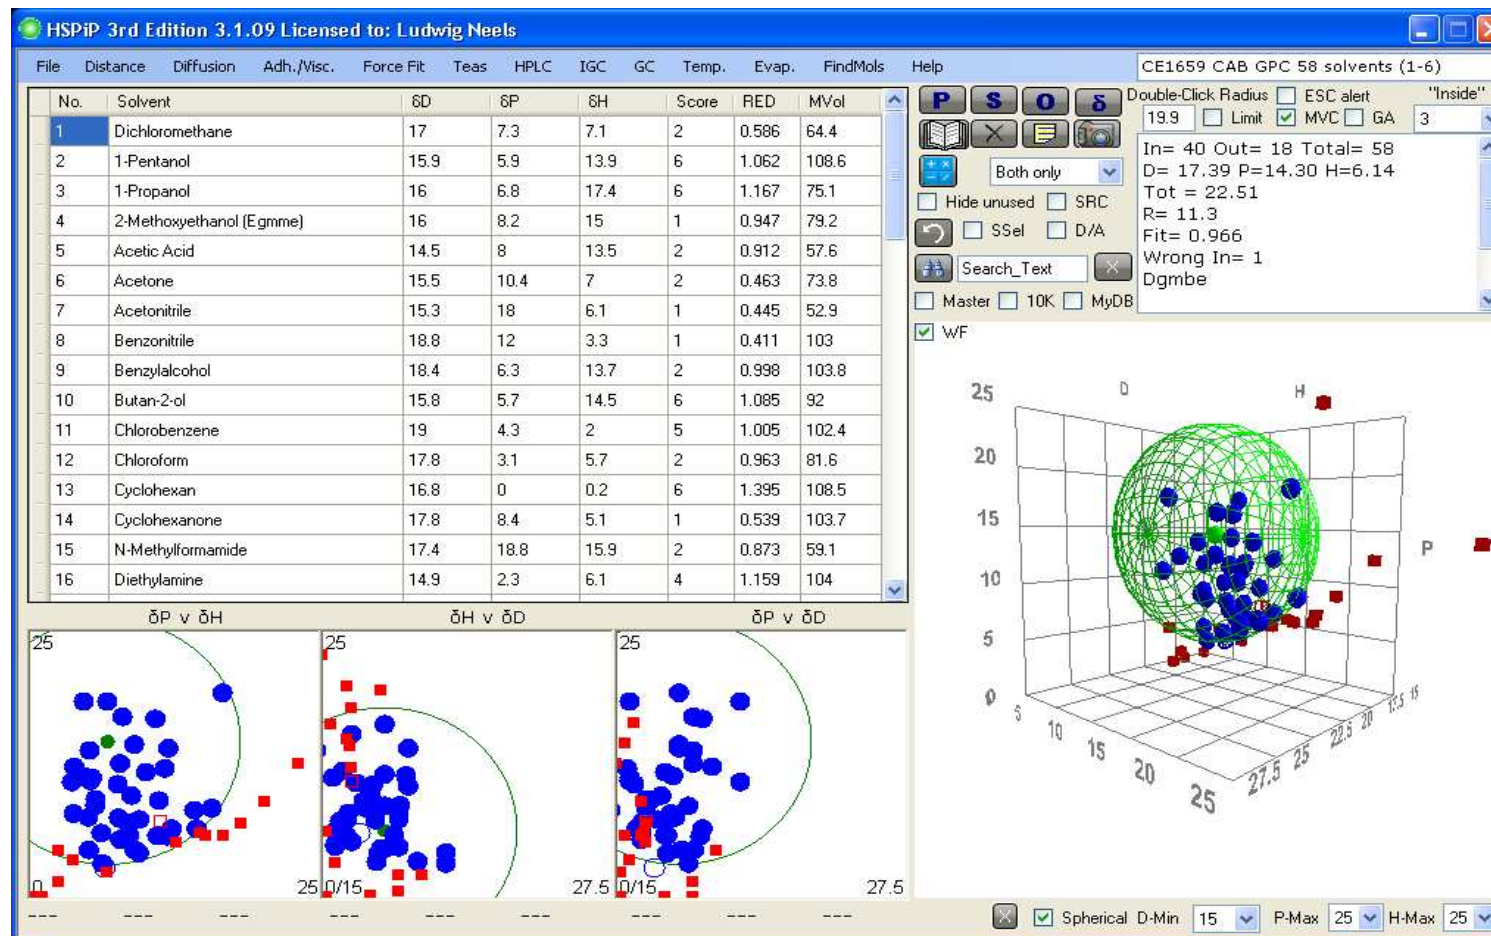 HSPiP 3rd Edition 3.1.09 Licensed to: Ludwig Neels
File Distance Diffusion Adh./Visc. Force Fit Teas HPLC IGC GC Temp. Evap. FindMols Help
CE1659 CAB GPC 58 solvents (1-6)
No. Solvent δD δP δH Score RED MVol
1 Dichloromethane 17 7.3 7.1 2 0.586 64.4
2 1-Pentanol 15.9 5.9 13.9 6 1.062 108.6
3 1-Propanol 16 6.8 17.4 6 1.167 75.1
4 2-Methoxyethanol (Egmme) 16 8.2 15 1 0.947 79.2
5 Acetic Acid 14.5 8 13.5 2 0.912 57.6
6 Acetone 15.5 10.4 7 2 0.463 73.8
7 Acetonitrile 15.3 18 6.1 1 0.445 52.9
8 Benzonitrile 18.8 12 3.3 1 0.411 103
9 Benzylalcohol 18.4 6.3 13.7 2 0.998 103.8
10 Butan-2-ol 15.8 5.7 14.5 6 1.085 92
11 Chlorobenzene 19 4.3 2 5 1.005 102.4
12 Chloroform 17.8 3.1 5.7 2 0.963 81.6
13 Cyclohexan 16.8 0 0.2 6 1.395 108.5
14 Cyclohexanone 17.8 8.4 5.1 1 0.539 103.7
15 N-Methylformamide 17.4 18.8 15.9 2 0.873 59.1
16 Diethylamine 14.9 2.3 6.1 4 1.159 104
P S O δ
Double-Click Radius ESC alert "Inside"
19.9 Limit MVC GA 3
Both only
Hide unused SRC
SSel D/A
Search_Text
Master 10K MyDB
In= 40 Out= 18 Total= 58
D= 17.39 P=14.30 H=6.14
Tot = 22.51
R= 11.3
Fit= 0.966
Wrong In= 1
Dgmbe
WF
D H P
25
20
15
10
5
0
5 10 15 20 25
27.5 25 22.5 20 17.5 15
δP v δH
25
0
25
δH v δD
25
0/15
27.5
δP v δD
25
0/15
27.5
--- --- --- --- --- --- --- --- ---
Spherical D-Min 15 P-Max 25 H-Max 25